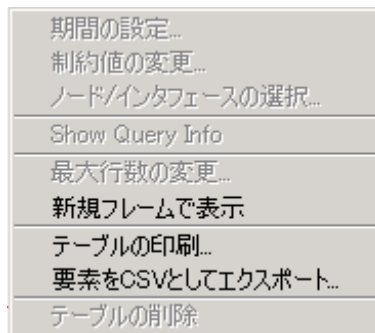 期間の設定...
制約値の変更...
ノード/インタフェースの選択...
Show Query Info
最大行数の変更...
新規フレームで表示
テーブルの印刷...
要素をCSVとしてエクスポート...
テーブルの削除